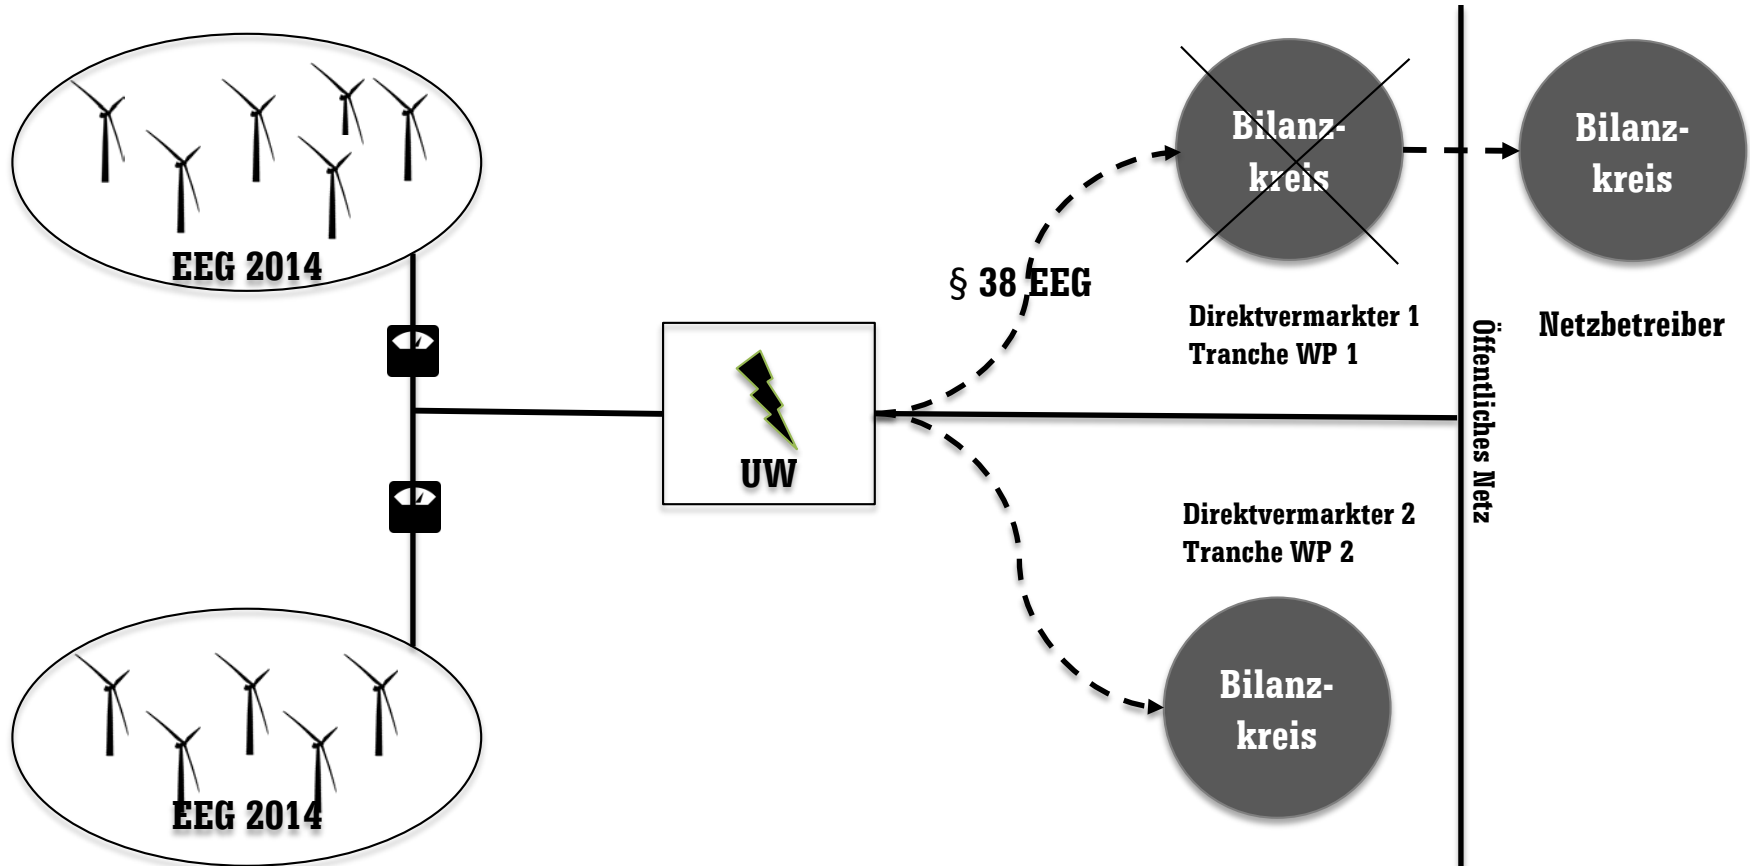 EEG 2014
EEG 2014
UW
§ 38 EEG
Bilanz-
kreis
Direktvermarkter 1
Tranche WP 1
Direktvermarkter 2
Tranche WP 2
Bilanz-
kreis
Öffentliches Netz
Bilanz-
kreis
Netzbetreiber